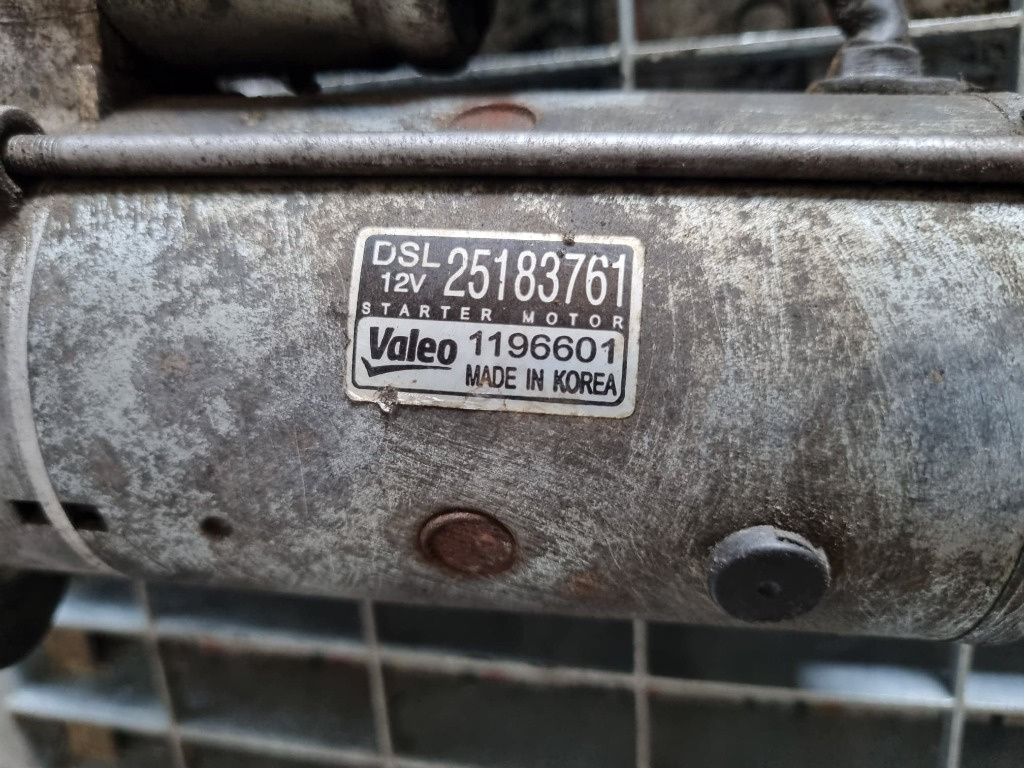 DSL 12V 25183761
STARTER MOTOR
Valeo 1196601
MADE IN KOREA